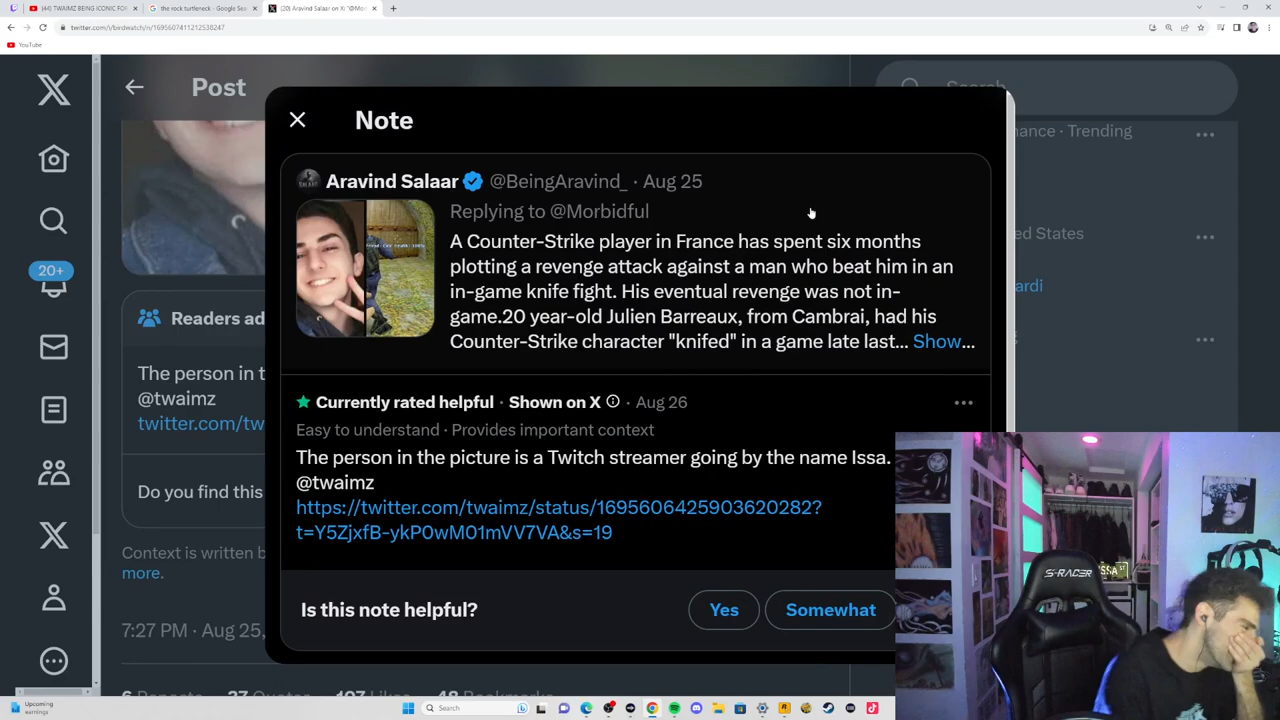 (44) TWAIMZ BEING ICONIC FOR
the rock turtleneck - Google Sea
(20) Aravind Salaar on X: "@Mor
twitter.com/i/birdwatch/n/1695607411212538247
YouTube
Post
Search
Note
Aravind Salaar @BeingAravind_ · Aug 25
Replying to @Morbidful
A Counter-Strike player in France has spent six months
plotting a revenge attack against a man who beat him in an
in-game knife fight. His eventual revenge was not in-
game.20 year-old Julien Barreaux, from Cambrai, had his
Counter-Strike character "knifed" in a game late last... Show...
Trending
20+
Readers ad
The person in t
@twaimz
twitter.com/tw
Do you find this
Context is written b
more.
7:27 PM · Aug 25,
Currently rated helpful · Shown on X · Aug 26
Easy to understand · Provides important context
The person in the picture is a Twitch streamer going by the name Issa.
@twaimz
https://twitter.com/twaimz/status/1695606425903620282?
t=Y5ZjxfB-ykP0wM01mVV7VA&s=19
Is this note helpful?
Yes
Somewhat
S-RACER
ISSA
Upcoming
earnings
Search